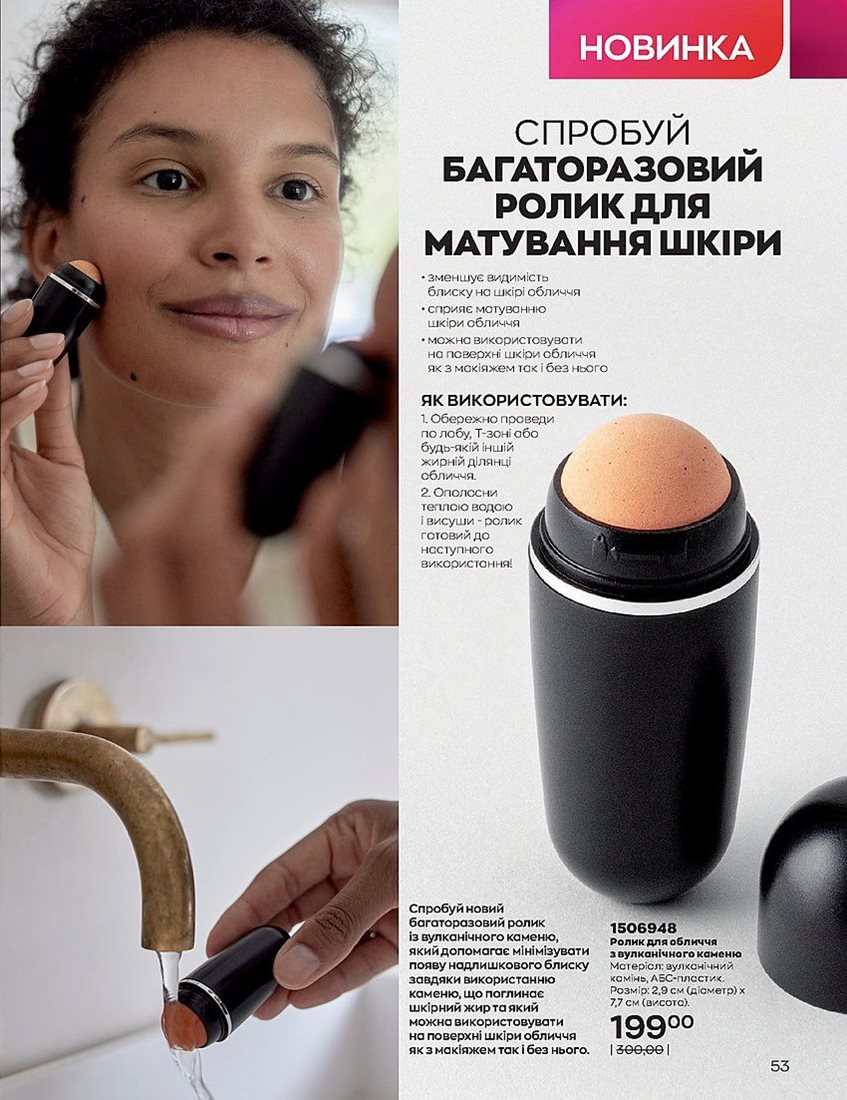 НОВИНКА
СПРОБУЙ
БАГАТОРАЗОВИЙ
РОЛИК ДЛЯ
МАТУВАННЯ ШКІРИ
• зменшує видимість
блиску на шкірі обличчя
• сприяє матуванню
шкіри обличчя
• можна використовувати
на поверхні шкіри обличчя
як з макіяжем так і без нього
ЯК ВИКОРИСТОВУВАТИ:
1. Обережно проведи
по лобу, Т-зоні або
будь-якій іншій
жирній ділянці
обличчя.
2. Ополосни
теплою водою
і висуши - ролик
готовий до
наступного
використання!
Спробуй новий
багаторазовий ролик
із вулканічного каменю,
який допомагає мінімізувати
появу надлишкового блиску
завдяки використанню
каменю, що поглинає
шкірний жир та який
можна використовувати
на поверхні шкіри обличчя
як з макіяжем так і без нього.
1506948
Ролик для обличчя
з вулканічного каменю
Матеріал: вулканічний
камінь, АБС-пластик.
Розмір: 2,9 см (діаметр) х
7,7 см (висота).
199⁰⁰
| 300,00 |
53